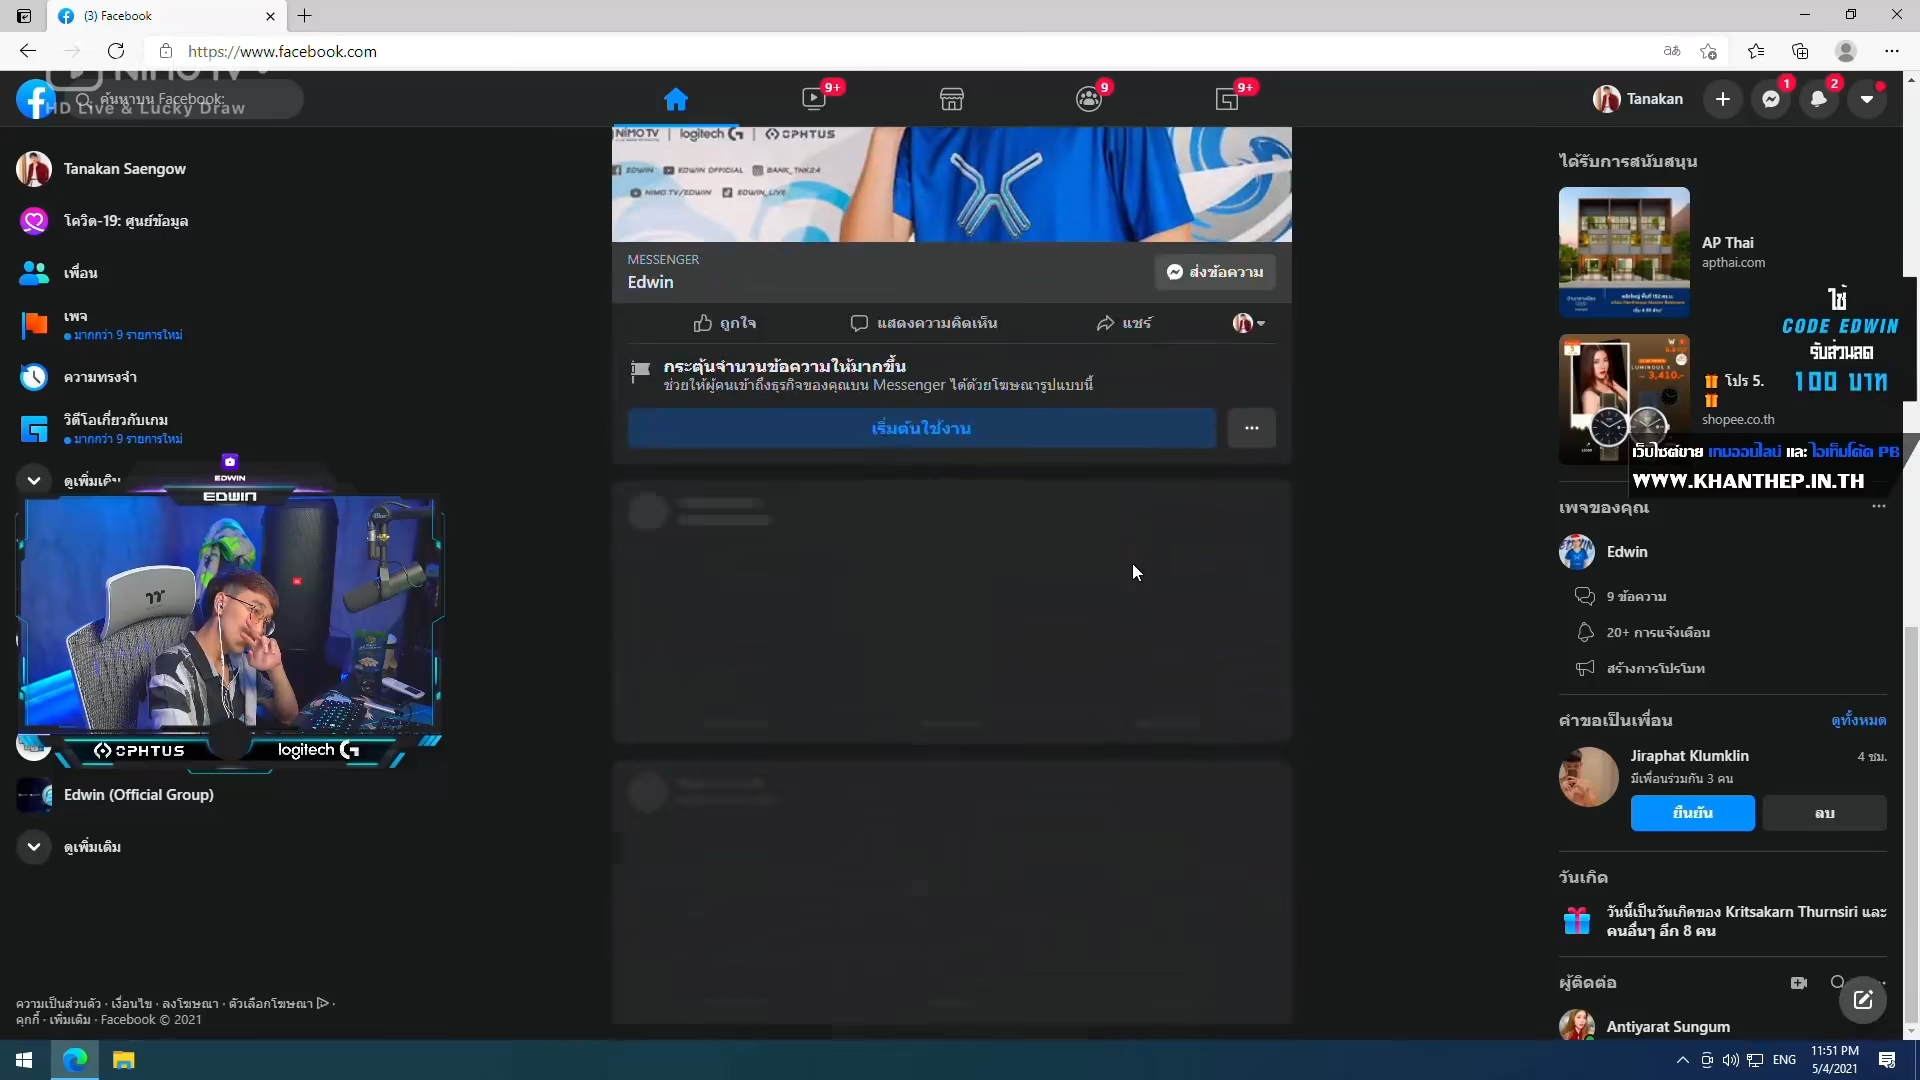 (3) Facebook
https://www.facebook.com
NIMO TV
HD Live & Lucky Draw
ค้นหาบน Facebook
9+
9
9+
Tanakan
1
2
Tanakan Saengow
โควิด-19: ศูนย์ข้อมูล
เพื่อน
เพจ
มากกว่า 9 รายการใหม่
ความทรงจำ
วิดีโอเกี่ยวกับเกม
มากกว่า 9 รายการใหม่
ดูเพิ่มเติม
EDWIN
EDWIN
OPHTUS
logitech G
Edwin (Official Group)
ดูเพิ่มเติม
ความเป็นส่วนตัว · เงื่อนไข · ลงโฆษณา · ตัวเลือกโฆษณา ·
คุกกี้ · เพิ่มเติม · Facebook © 2021
NIMO TV | logitech G | OPHTUS
EDWIN EDWIN OFFICIAL BANK_TNK24
NIMO TV/EDWIN EDWIN_LIVE
MESSENGER
Edwin
ส่งข้อความ
ถูกใจ แสดงความคิดเห็น แชร์
กระตุ้นจำนวนข้อความให้มากขึ้น
ช่วยให้ผู้คนเข้าถึงธุรกิจของคุณบน Messenger ได้ด้วยโฆษณารูปแบบนี้
เริ่มต้นใช้งาน
ได้รับการสนับสนุน
AP Thai
apthai.com
3,410.-
โปร 5.
shopee.co.th
ใช้
CODE EDWIN
รับส่วนลด
100 บาท
เว็บไซต์ขาย เกมออนไลน์ และ ไอเท็มโค้ด PB
WWW.KHANTHEP.IN.TH
เพจของคุณ
Edwin
9 ข้อความ
20+ การแจ้งเตือน
สร้างการโปรโมท
คำขอเป็นเพื่อน
ดูทั้งหมด
Jiraphat Klumklin
4 ชม.
มีเพื่อนร่วมกัน 3 คน
ยืนยัน
ลบ
วันเกิด
วันนี้เป็นวันเกิดของ Kritsakarn Thurnsiri และ
คนอื่นๆ อีก 8 คน
ผู้ติดต่อ
Antiyarat Sungum
ENG
11:51 PM
5/4/2021